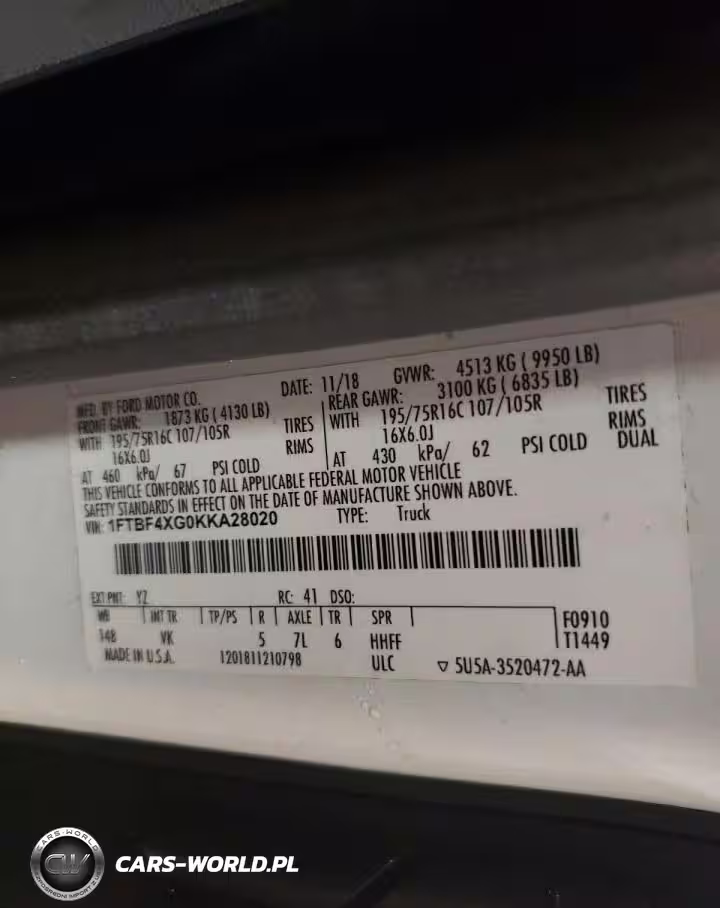 MFD. BY FORD MOTOR CO. DATE: 11/18 GVWR: 4513 KG ( 9950 LB)
FRONT GAWR: 1873 KG ( 4130 LB) REAR GAWR: 3100 KG ( 6835 LB)
WITH 195/75R16C 107/105R TIRES WITH 195/75R16C 107/105R TIRES
16X6.0J RIMS 16X6.0J RIMS
AT 460 kPa/ 67 PSI COLD AT 430 kPa/ 62 PSI COLD DUAL
THIS VEHICLE CONFORMS TO ALL APPLICABLE FEDERAL MOTOR VEHICLE
SAFETY STANDARDS IN EFFECT ON THE DATE OF MANUFACTURE SHOWN ABOVE.
VIN: 1FTBF4XG0KKA28020 TYPE: Truck
EXT PNT: YZ RC: 41 DSO:
WB INT TR TP/PS R AXLE TR SPR F0910
148 VK 5 7L 6 HHFF T1449
MADE IN U.S.A. 1201811210798 ULC ▽ 5U5A-3520472-AA
CARS-WORLD
CW
CARS-WORLD.PL